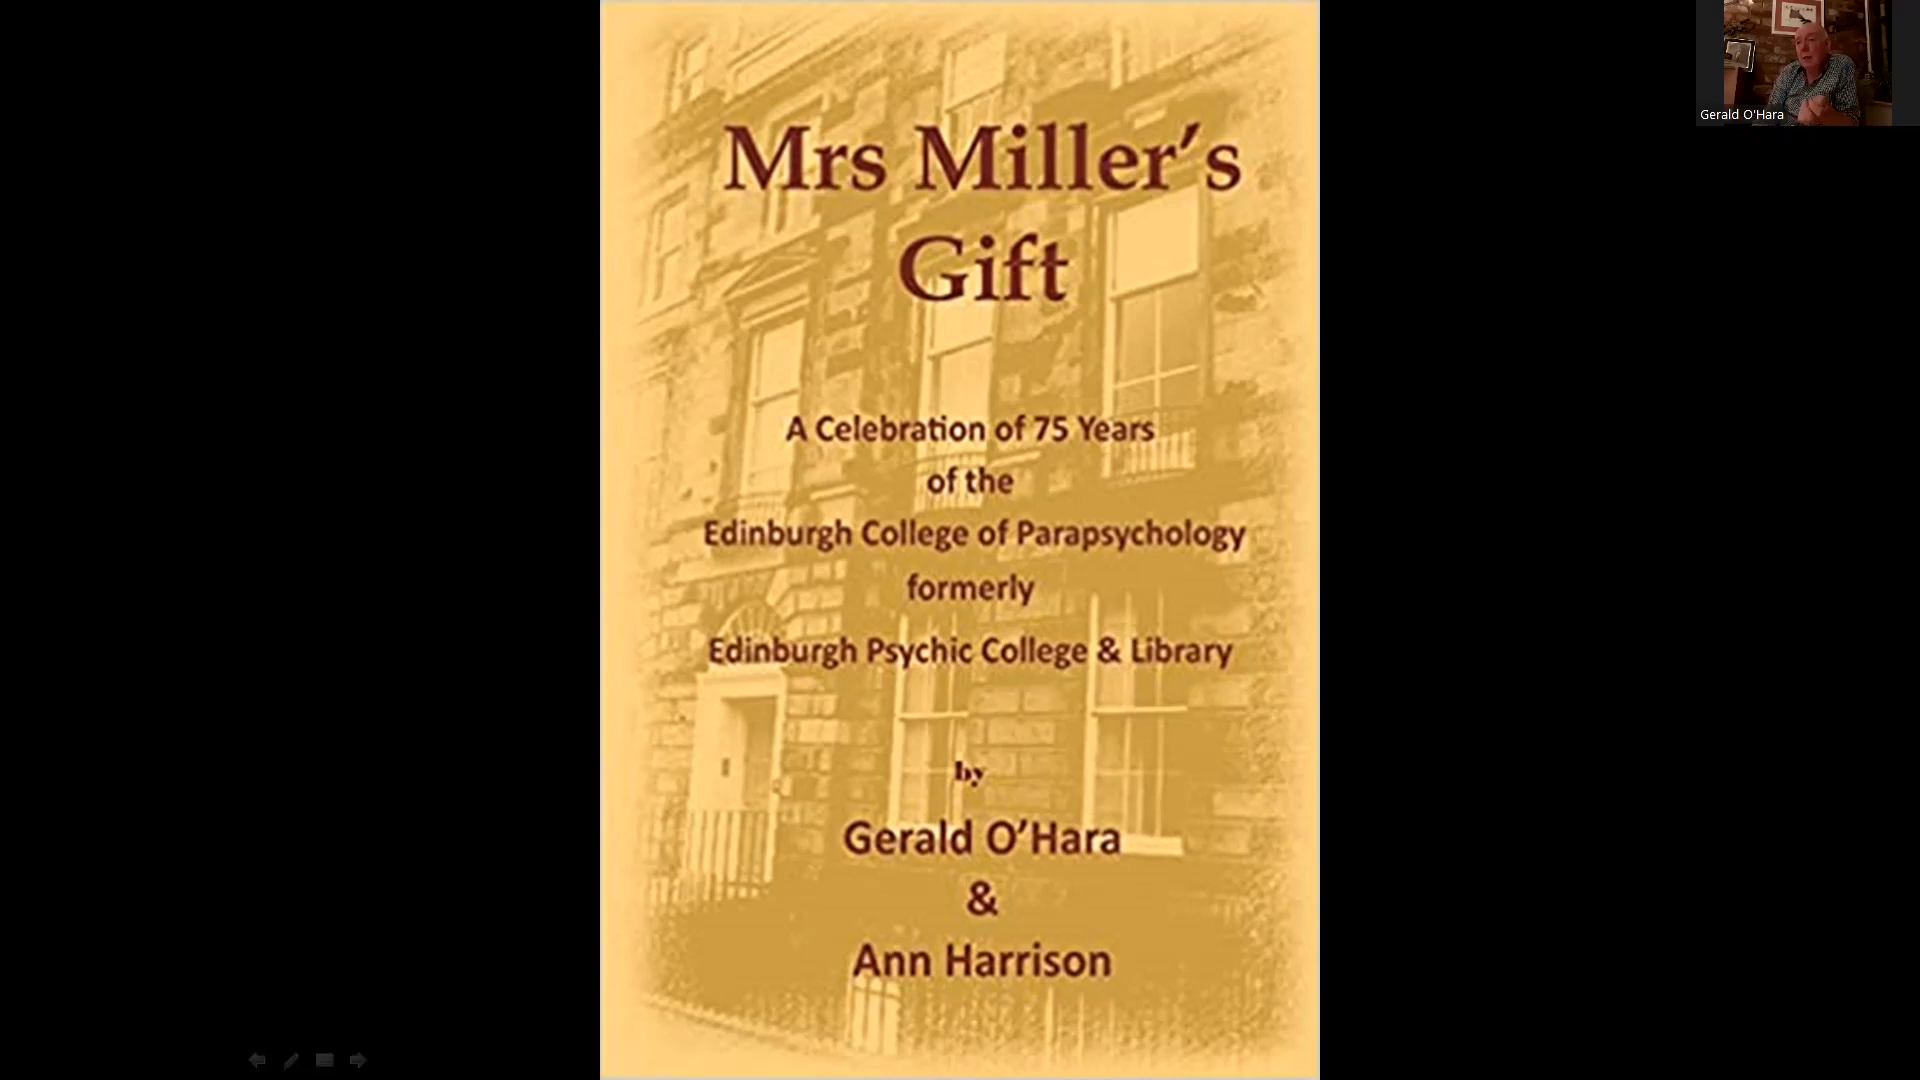 Mrs Miller’s
Gift
A Celebration of 75 Years
of the
Edinburgh College of Parapsychology
formerly
Edinburgh Psychic College & Library
by
Gerald O’Hara
&
Ann Harrison
Gerald O'Hara